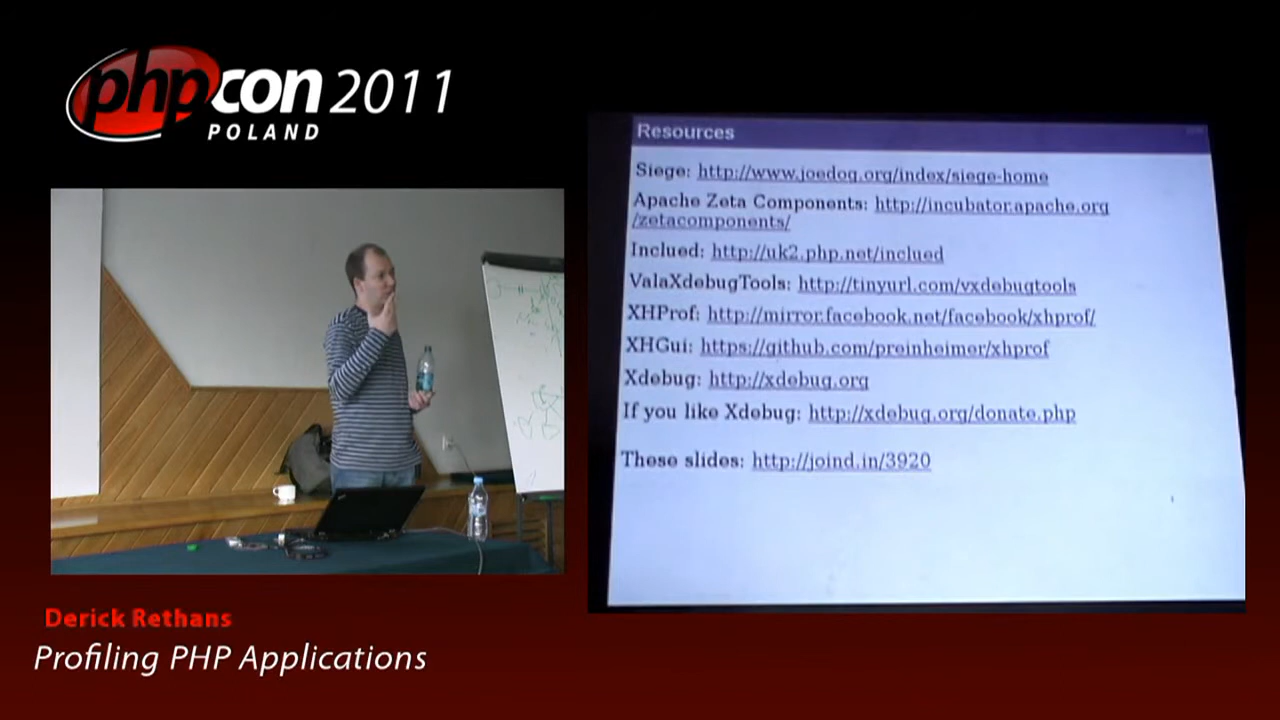 phpcon 2011
POLAND
Resources
Siege: http://www.joedog.org/index/siege-home
Apache Zeta Components: http://incubator.apache.org
/zetacomponents/
Inclued: http://uk2.php.net/inclued
ValaXdebugTools: http://tinyurl.com/vxdebugtools
XHProf: http://mirror.facebook.net/facebook/xhprof/
XHGui: https://github.com/preinheimer/xhprof
Xdebug: http://xdebug.org
If you like Xdebug: http://xdebug.org/donate.php
These slides: http://joind.in/3920
Derick Rethans
Profiling PHP Applications